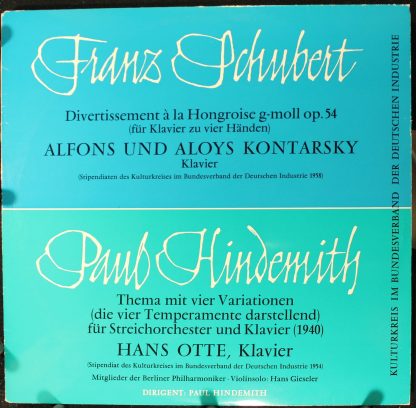 Franz Schubert
Divertissement à la Hongroise g-moll op. 54
(für Klavier zu vier Händen)
ALFONS UND ALOYS KONTARSKY
Klavier
(Stipendiaten des Kulturkreises im Bundesverband der Deutschen Industrie 1958)
Paul Hindemith
Thema mit vier Variationen
(die vier Temperamente darstellend)
für Streichorchester und Klavier (1940)
HANS OTTE, Klavier
(Stipendiat des Kulturkreises im Bundesverband der Deutschen Industrie 1954)
Mitglieder der Berliner Philharmoniker · Violinsolo: Hans Gieseler
DIRIGENT: PAUL HINDEMITH
KULTURKREIS IM BUNDESVERBAND DER DEUTSCHEN INDUSTRIE